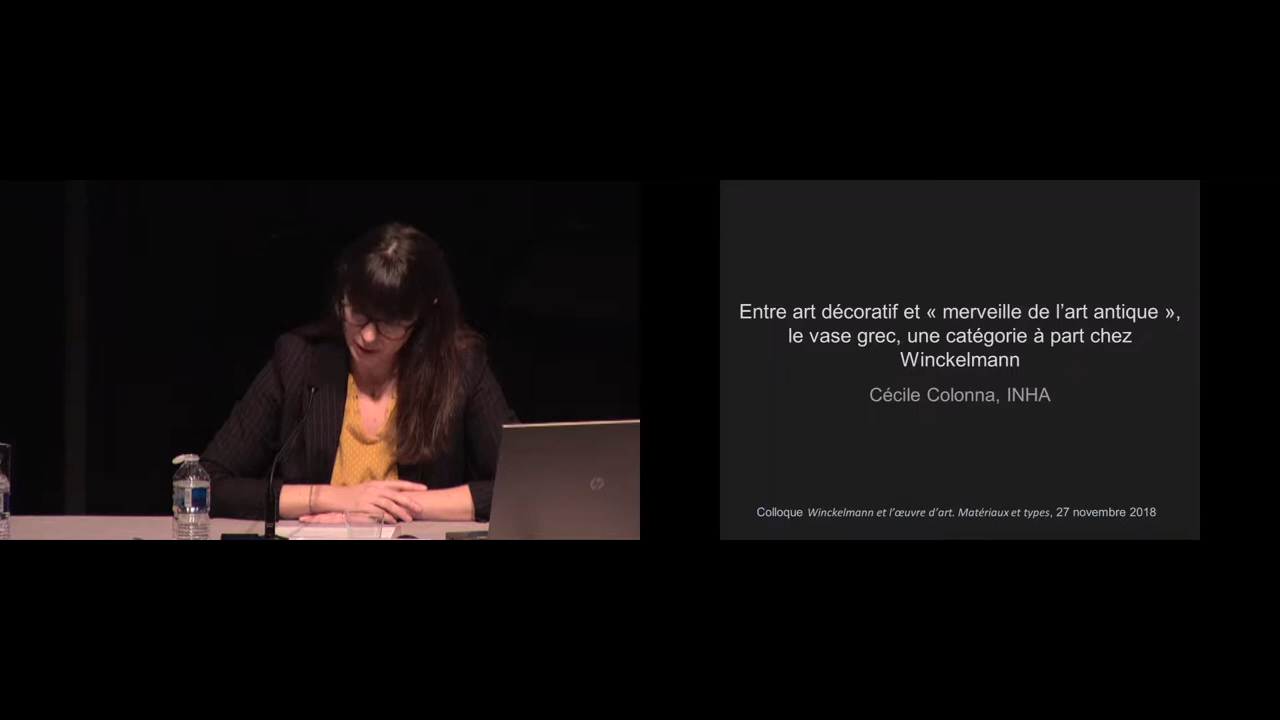 Entre art décoratif et « merveille de l'art antique »,
le vase grec, une catégorie à part chez
Winckelmann
Cécile Colonna, INHA
Colloque Winckelmann et l'œuvre d'art. Matériaux et types, 27 novembre 2018
hp